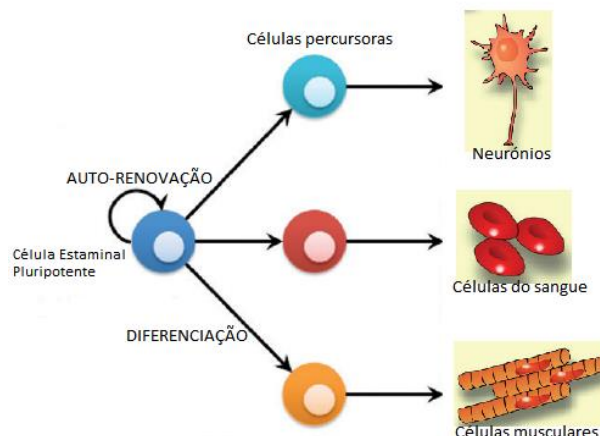 Células percursoras
Neurónios
AUTO-RENOVAÇÃO
Célula Estaminal
Pluripotente
Células do sangue
DIFERENCIAÇÃO
Células musculares